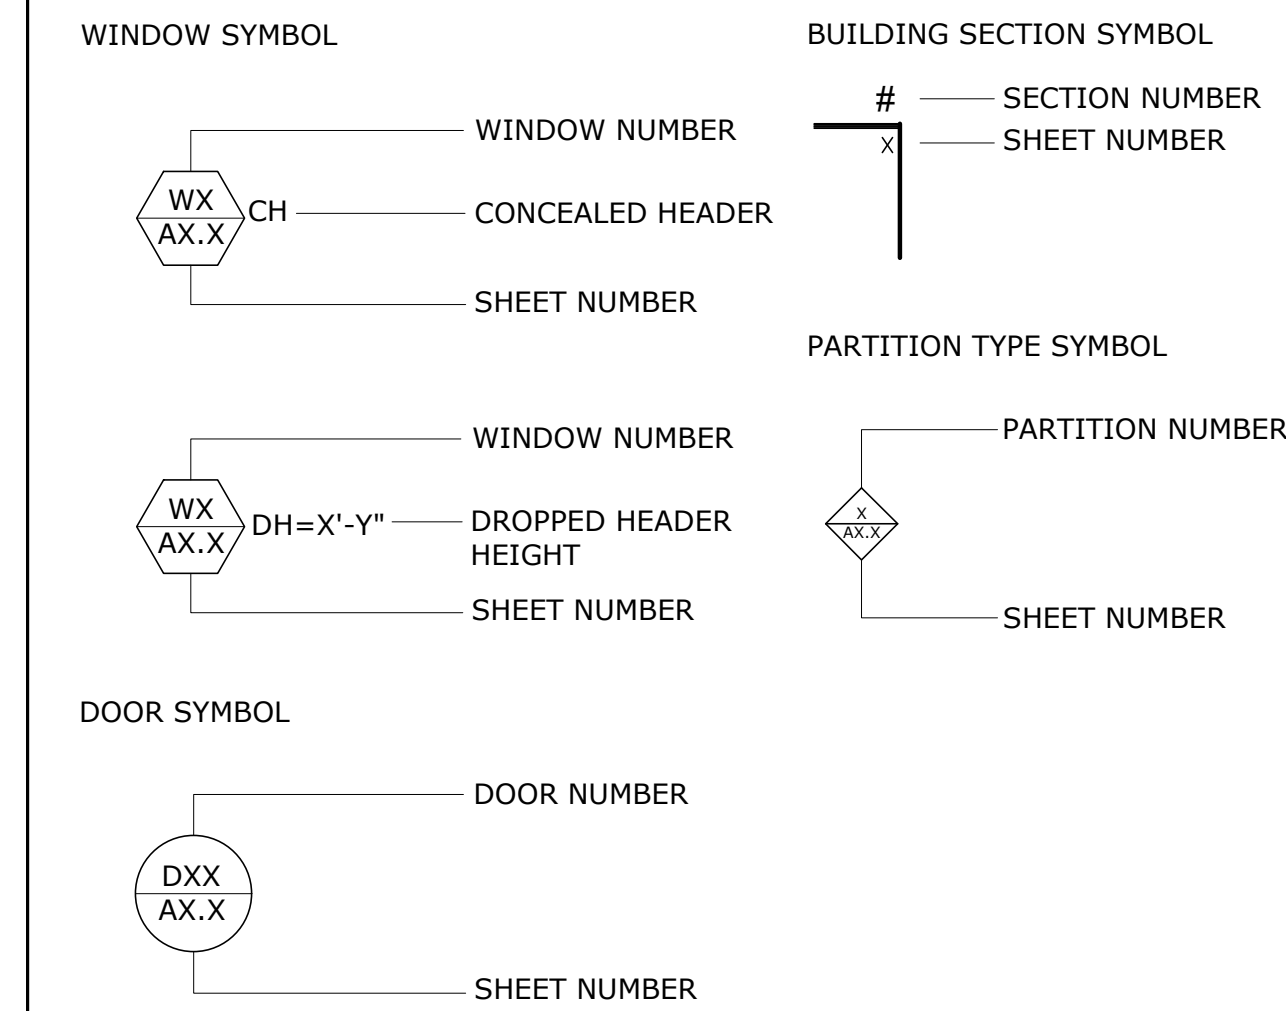 WINDOW SYMBOL
WINDOW NUMBER
WX
CH
CONCEALED HEADER
AX.X
SHEET NUMBER
WINDOW NUMBER
WX
DH=X'-Y"
DROPPED HEADER
HEIGHT
AX.X
SHEET NUMBER
DOOR SYMBOL
DOOR NUMBER
DXX
AX.X
SHEET NUMBER
BUILDING SECTION SYMBOL
#
SECTION NUMBER
X
SHEET NUMBER
PARTITION TYPE SYMBOL
PARTITION NUMBER
X
AX.X
SHEET NUMBER